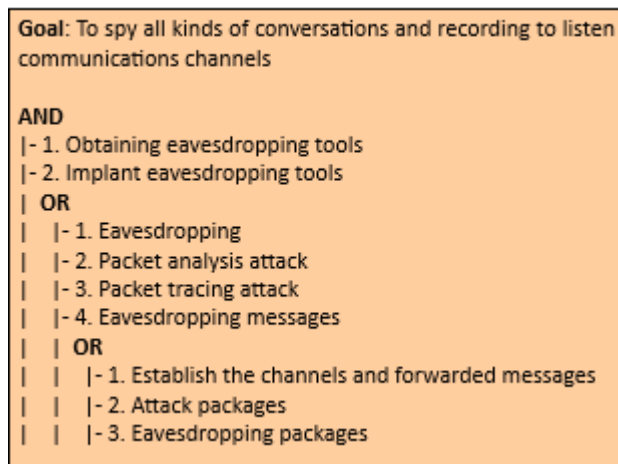 Goal: To spy all kinds of conversations and recording to listen
communications channels
AND
|- 1. Obtaining eavesdropping tools
|- 2. Implant eavesdropping tools
| OR
| |- 1. Eavesdropping
| |- 2. Packet analysis attack
| |- 3. Packet tracing attack
| |- 4. Eavesdropping messages
| | OR
| | |- 1. Establish the channels and forwarded messages
| | |- 2. Attack packages
| | |- 3. Eavesdropping packages